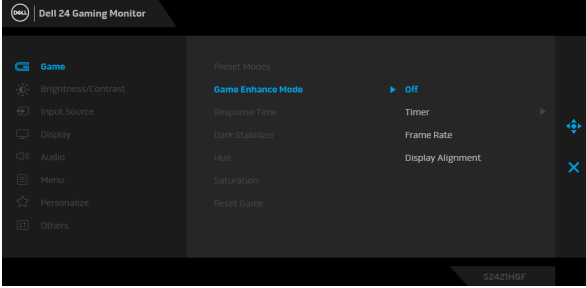 DELL
Dell 24 Gaming Monitor
Game
Brightness/Contrast
Input Source
Display
Audio
Menu
Personalize
Others
Preset Modes
Game Enhance Mode
Response Time
Dark Stabilizer
Hue
Saturation
Reset Game
Off
Timer
Frame Rate
Display Alignment
S2421HGF